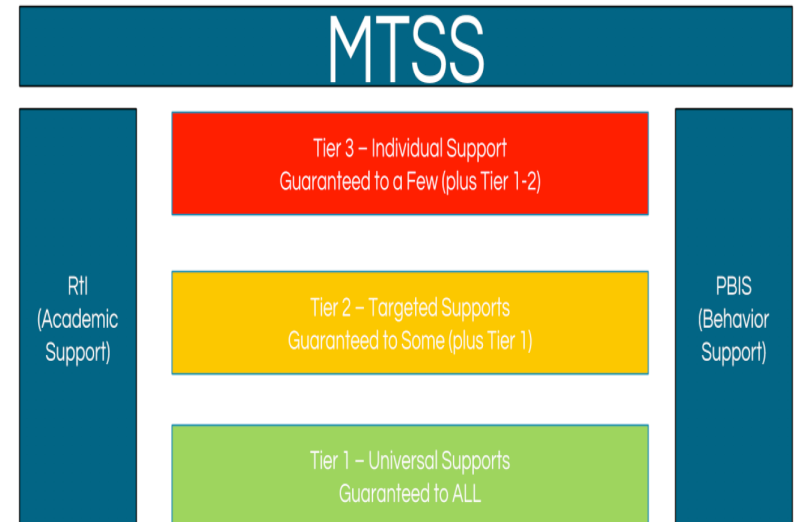 MTSS
RtI
(Academic
Support)
Tier 3 – Individual Support
Guaranteed to a Few (plus Tier 1-2)
Tier 2 – Targeted Supports
Guaranteed to Some (plus Tier 1)
Tier 1 – Universal Supports
Guaranteed to ALL
PBIS
(Behavior
Support)